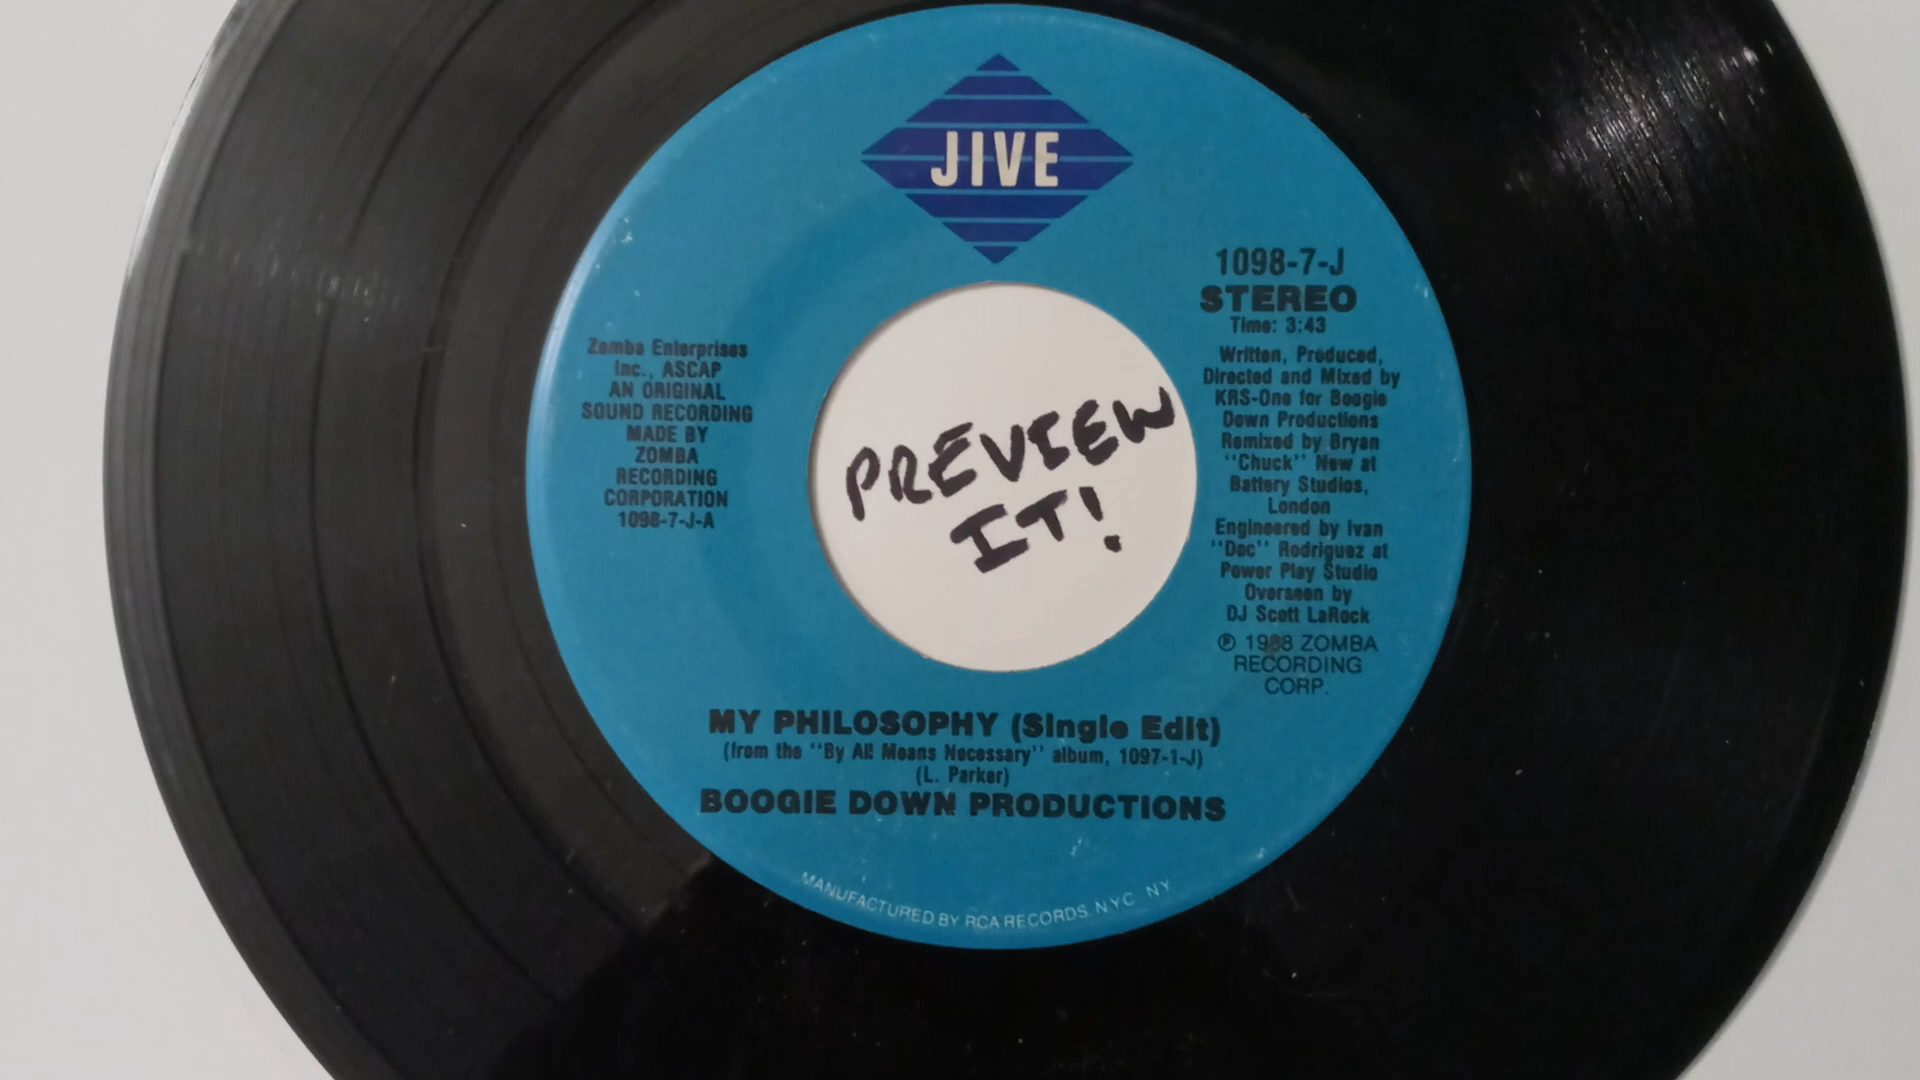 JIVE
1098-7-J
STEREO
Time: 3:43
Written, Produced,
Directed and Mixed by
KRS-One for Boogie
Down Productions
Remixed by Bryan
"Chuck" New at
Battery Studios,
London
Engineered by Ivan
"Doc" Rodriguez at
Power Play Studio
Overseen by
DJ Scott LaRock
℗ 1988 ZOMBA
RECORDING
CORP.
Zomba Enterprises
Inc., ASCAP
AN ORIGINAL
SOUND RECORDING
MADE BY
ZOMBA
RECORDING
CORPORATION
1098-7-J-A
PREVIEW
IT!
MY PHILOSOPHY (Single Edit)
(from the "By All Means Necessary" album, 1097-1-J)
(L. Parker)
BOOGIE DOWN PRODUCTIONS
MANUFACTURED BY RCA RECORDS, N.Y.C., N.Y.